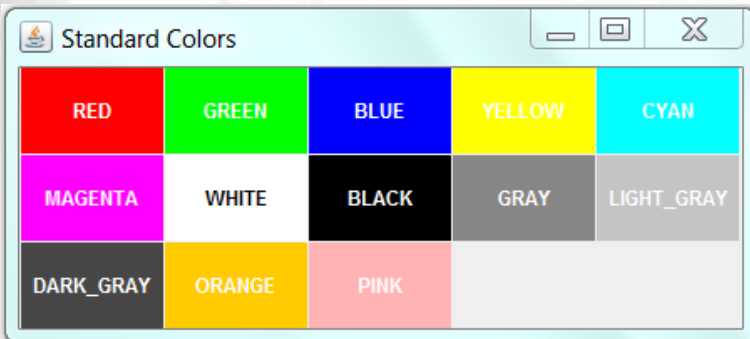 Standard Colors
RED GREEN BLUE YELLOW CYAN
MAGENTA WHITE BLACK GRAY LIGHT_GRAY
DARK_GRAY ORANGE PINK